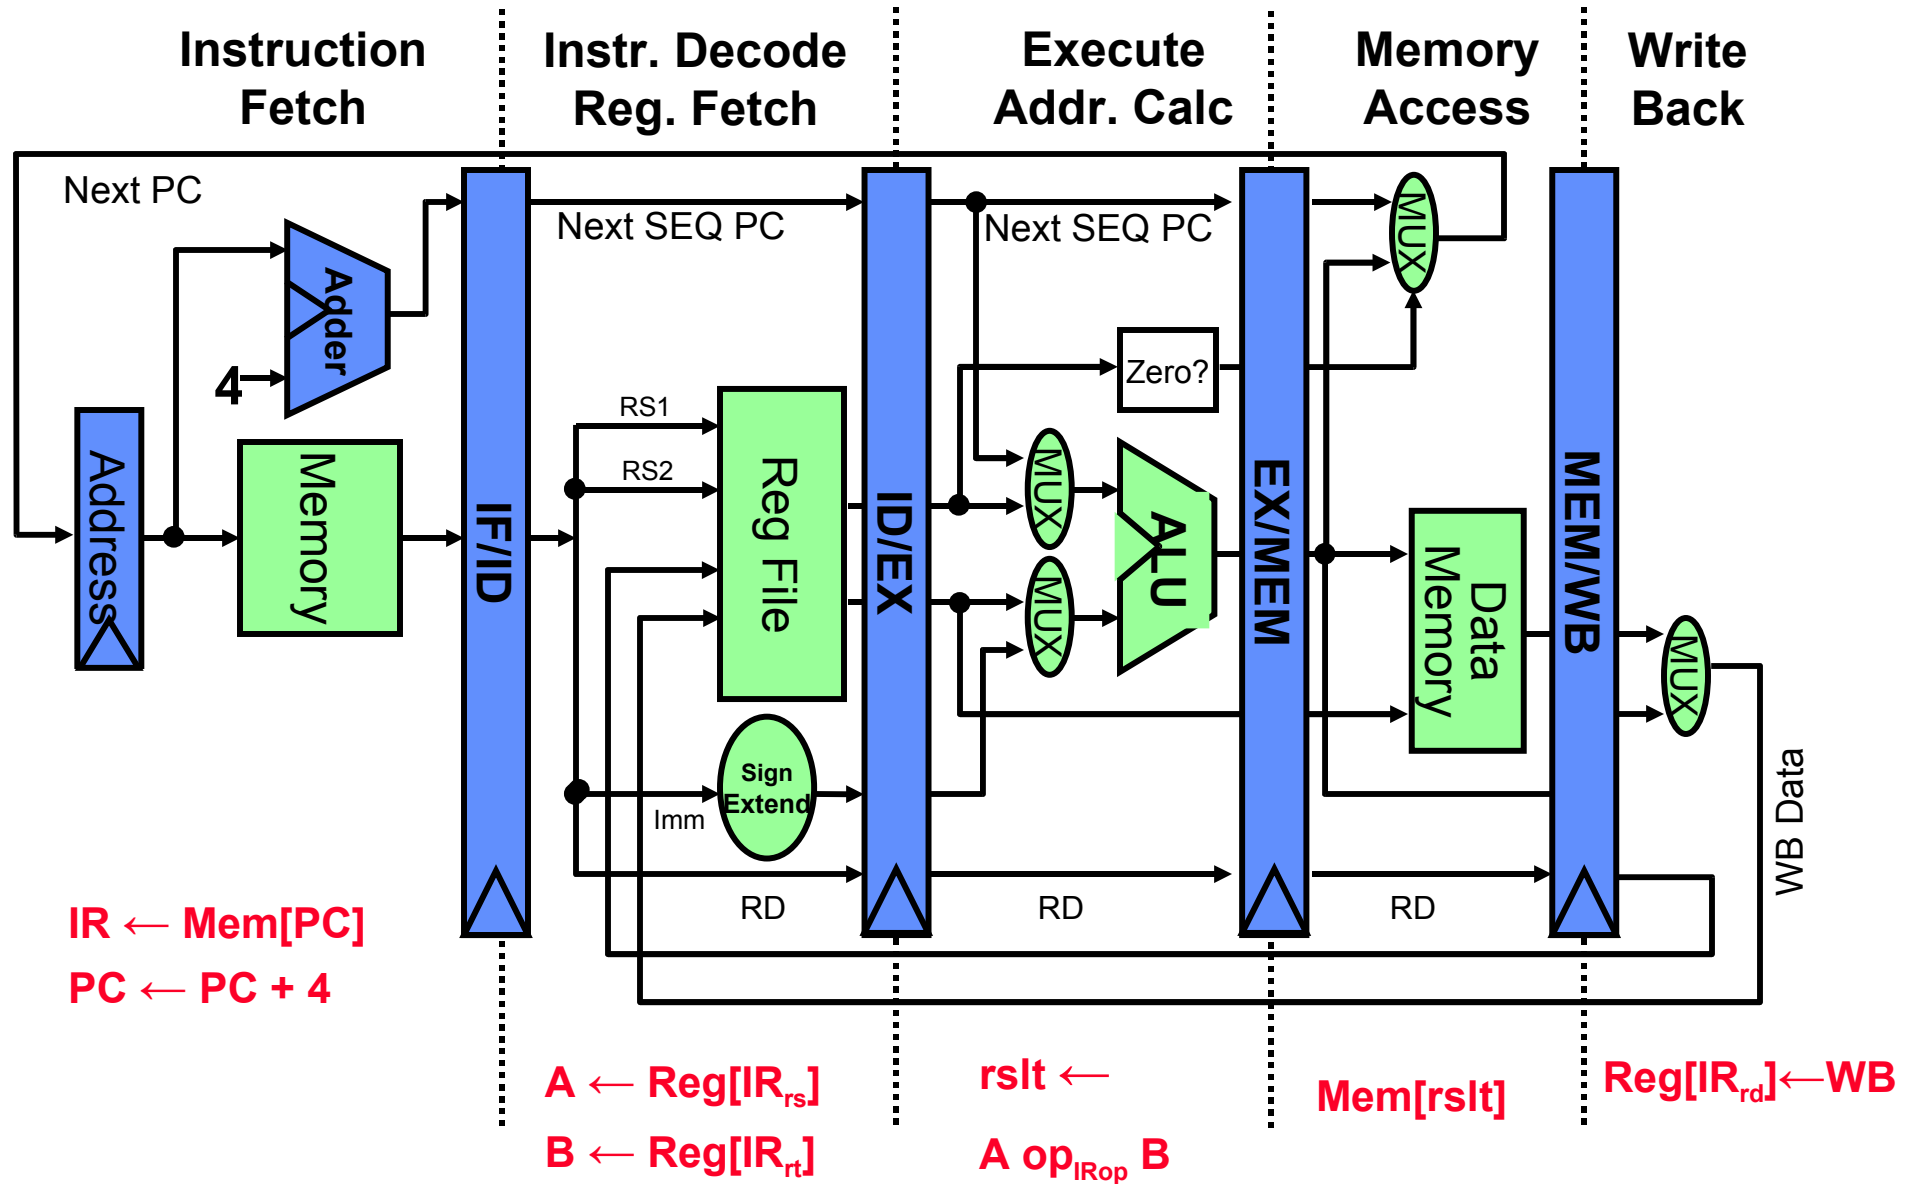 Instruction
Fetch
Instr. Decode
Reg. Fetch
Execute
Addr. Calc
Memory
Access
Write
Back
Next PC
Next SEQ PC
Next SEQ PC
MUX
Adder
4
Zero?
RS1
RS2
Address
Memory
IF/ID
Reg File
ID/EX
MUX
MUX
ALU
EX/MEM
Data
Memory
MEM/WB
MUX
Sign
Extend
Imm
WB Data
RD
RD
RD
IR ← Mem[PC]
PC ← PC + 4
A ← Reg[IRrs]
B ← Reg[IRrt]
rslt ←
A opIRop B
Mem[rslt]
Reg[IRrd]←WB